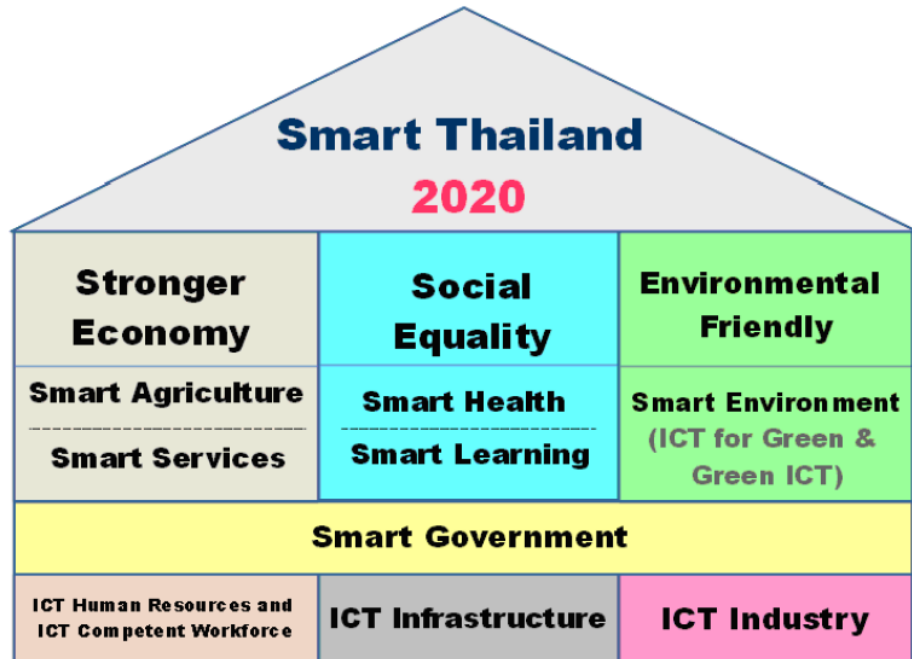 Smart Thailand
2020
Stronger
Economy
Smart Agriculture
Smart Services
Social
Equality
Smart Health
Smart Learning
Environmental
Friendly
Smart Environment
(ICT for Green &
Green ICT)
Smart Government
ICT Human Resources and
ICT Competent Workforce
ICT Infrastructure
ICT Industry